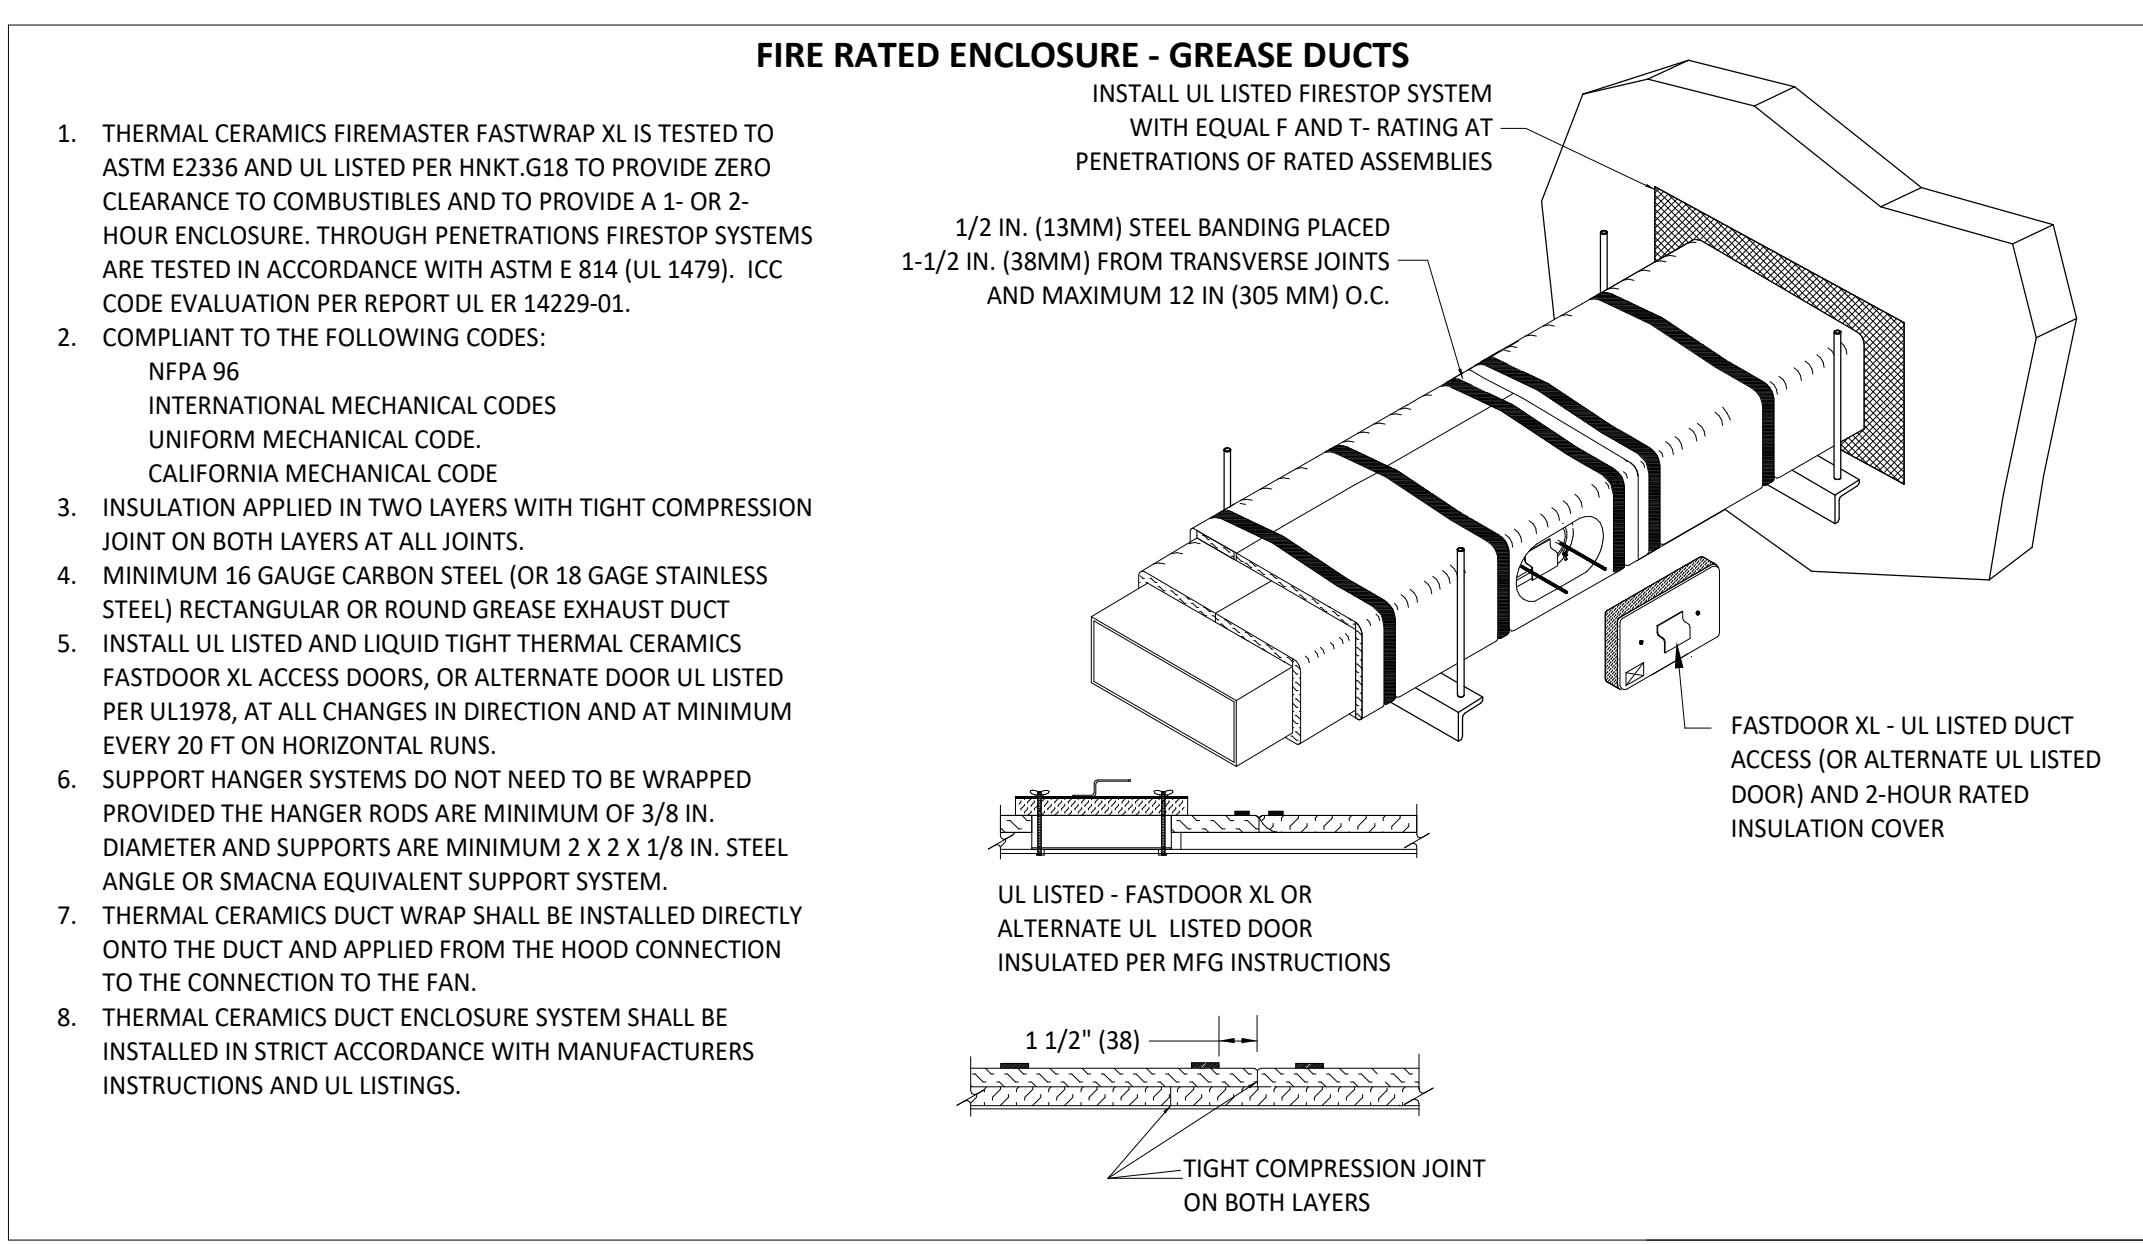 FIRE RATED ENCLOSURE - GREASE DUCTS
1. THERMAL CERAMICS FIREMASTER FASTWRAP XL IS TESTED TO
ASTM E2336 AND UL LISTED PER HNKT.G18 TO PROVIDE ZERO
CLEARANCE TO COMBUSTIBLES AND TO PROVIDE A 1- OR 2-
HOUR ENCLOSURE. THROUGH PENETRATIONS FIRESTOP SYSTEMS
ARE TESTED IN ACCORDANCE WITH ASTM E 814 (UL 1479).  ICC
CODE EVALUATION PER REPORT UL ER 14229-01.
2. COMPLIANT TO THE FOLLOWING CODES:
NFPA 96
INTERNATIONAL MECHANICAL CODES
UNIFORM MECHANICAL CODE.
CALIFORNIA MECHANICAL CODE
3. INSULATION APPLIED IN TWO LAYERS WITH TIGHT COMPRESSION
JOINT ON BOTH LAYERS AT ALL JOINTS.
4. MINIMUM 16 GAUGE CARBON STEEL (OR 18 GAGE STAINLESS
STEEL) RECTANGULAR OR ROUND GREASE EXHAUST DUCT
5. INSTALL UL LISTED AND LIQUID TIGHT THERMAL CERAMICS
FASTDOOR XL ACCESS DOORS, OR ALTERNATE DOOR UL LISTED
PER UL1978, AT ALL CHANGES IN DIRECTION AND AT MINIMUM
EVERY 20 FT ON HORIZONTAL RUNS.
6. SUPPORT HANGER SYSTEMS DO NOT NEED TO BE WRAPPED
PROVIDED THE HANGER RODS ARE MINIMUM OF 3/8 IN.
DIAMETER AND SUPPORTS ARE MINIMUM 2 X 2 X 1/8 IN. STEEL
ANGLE OR SMACNA EQUIVALENT SUPPORT SYSTEM.
7. THERMAL CERAMICS DUCT WRAP SHALL BE INSTALLED DIRECTLY
ONTO THE DUCT AND APPLIED FROM THE HOOD CONNECTION
TO THE CONNECTION TO THE FAN.
8. THERMAL CERAMICS DUCT ENCLOSURE SYSTEM SHALL BE
INSTALLED IN STRICT ACCORDANCE WITH MANUFACTURERS
INSTRUCTIONS AND UL LISTINGS.
INSTALL UL LISTED FIRESTOP SYSTEM
WITH EQUAL F AND T- RATING AT
PENETRATIONS OF RATED ASSEMBLIES
1/2 IN. (13MM) STEEL BANDING PLACED
1-1/2 IN. (38MM) FROM TRANSVERSE JOINTS
AND MAXIMUM 12 IN (305 MM) O.C.
FASTDOOR XL - UL LISTED DUCT
ACCESS (OR ALTERNATE UL LISTED
DOOR) AND 2-HOUR RATED
INSULATION COVER
UL LISTED - FASTDOOR XL OR
ALTERNATE UL  LISTED DOOR
INSULATED PER MFG INSTRUCTIONS
1 1/2" (38)
TIGHT COMPRESSION JOINT
ON BOTH LAYERS